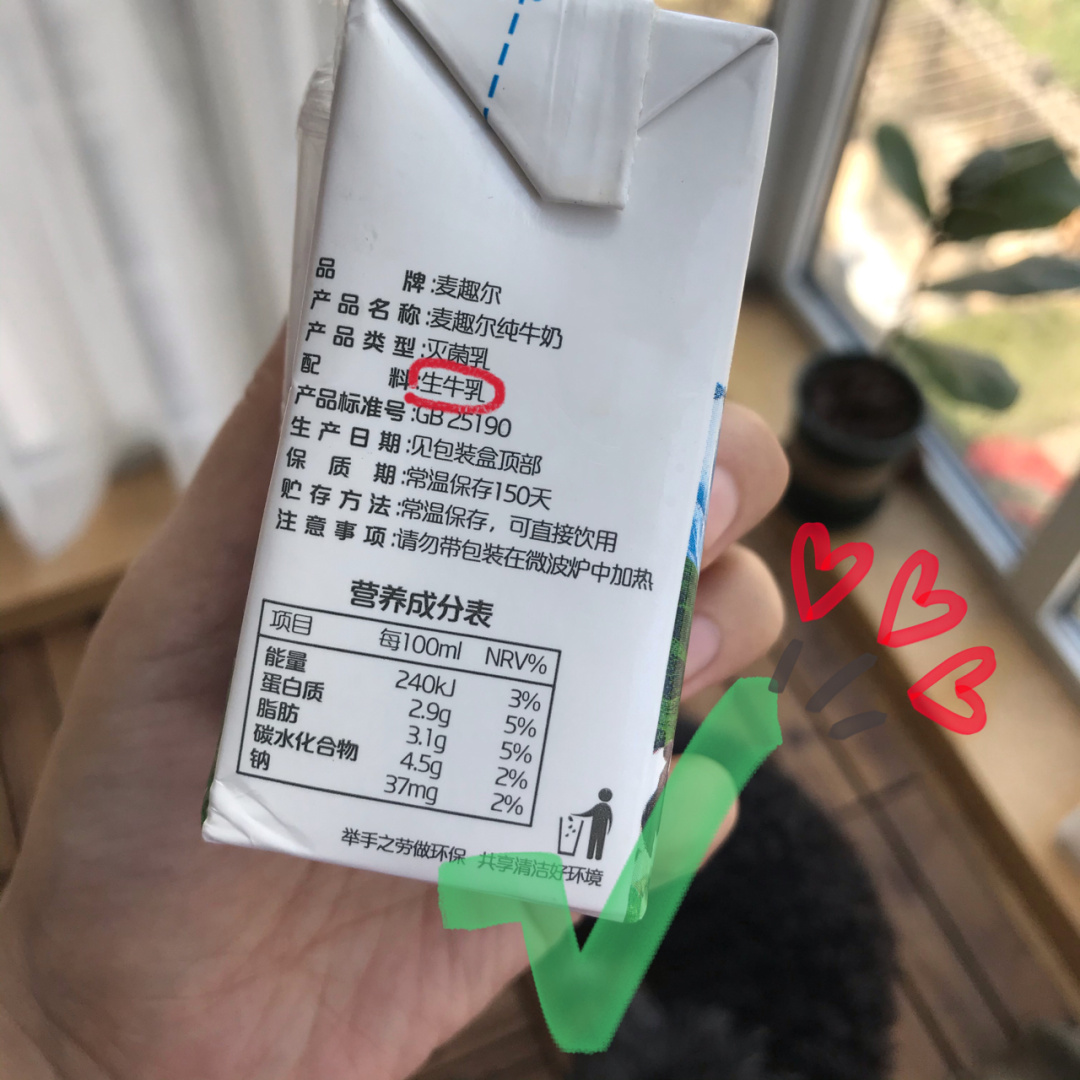 品牌:麦趣尔
产品名称:麦趣尔纯牛奶
产品类型:灭菌乳
配料:生牛乳
产品标准号:GB 25190
生产日期:见包装盒顶部
保质期:常温保存150天
贮存方法:常温保存，可直接饮用
注意事项:请勿带包装在微波炉中加热
营养成分表
项目 每100ml NRV%
能量 240kJ 3%
蛋白质 2.9g 5%
脂肪 3.1g 5%
碳水化合物 4.5g 2%
钠 37mg 2%
举手之劳做环保 共享清洁好环境